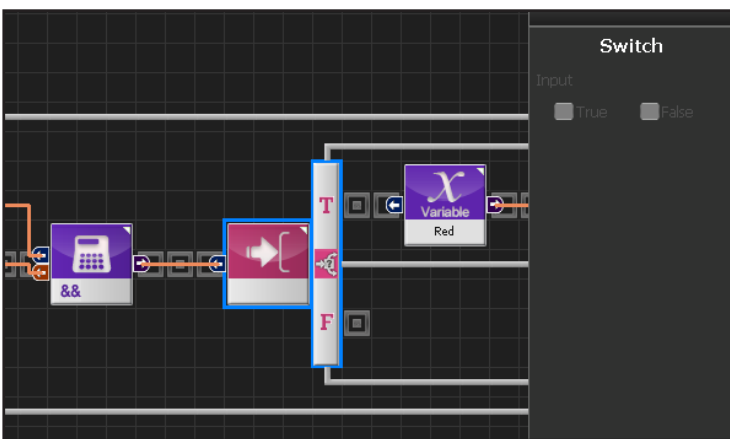 Switch
Input
True
False
T
X
Variable
Red
&&
?
F